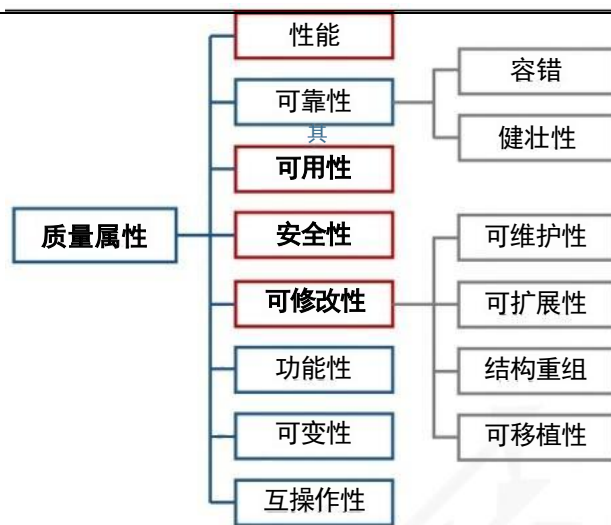 性能
可靠性
容错
健壮性
其
可用性
质量属性
安全性
可修改性
可维护性
可扩展性
结构重组
可移植性
功能性
可变性
互操作性